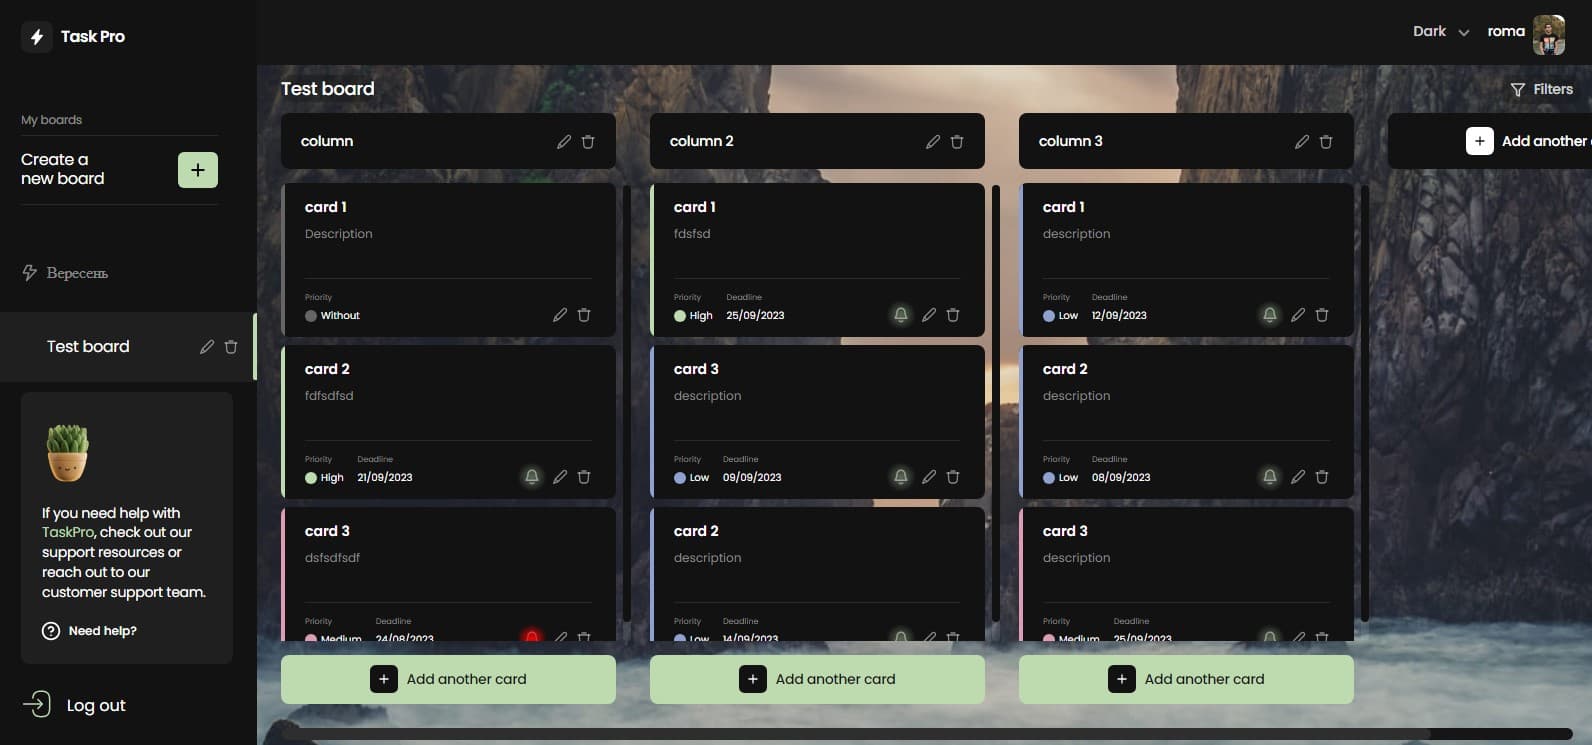 Task Pro
Dark
roma
My boards
Create a
new board
Вересень
Test board
If you need help with
TaskPro, check out our
support resources or
reach out to our
customer support team.
Need help?
Log out
Test board
Filters
column
card 1
Description
Priority
Without
card 2
fdfsdfsd
Priority Deadline
High 21/09/2023
card 3
dsfsdfsdf
Priority Deadline
Medium 24/08/2023
Add another card
column 2
card 1
fdsfsd
Priority Deadline
High 25/09/2023
card 3
description
Priority Deadline
Low 09/09/2023
card 2
description
Priority Deadline
Low 14/09/2023
Add another card
column 3
card 1
description
Priority Deadline
Low 12/09/2023
card 2
description
Priority Deadline
Low 08/09/2023
card 3
description
Priority Deadline
Medium 25/09/2023
Add another card
Add another